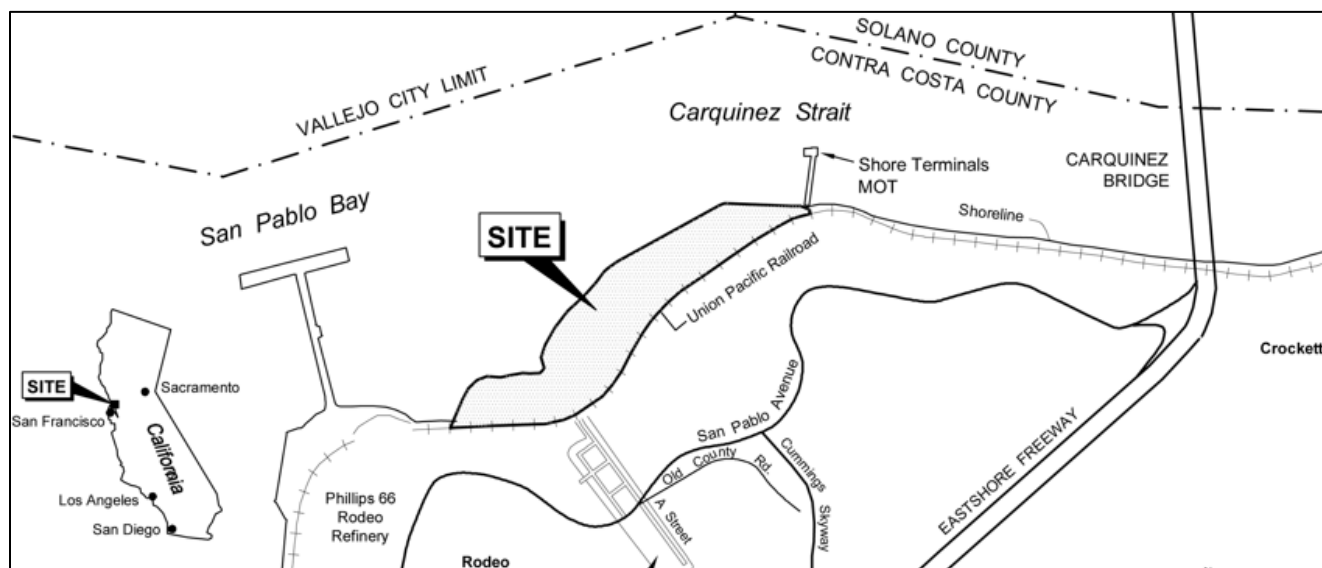 SOLANO COUNTY
CONTRA COSTA COUNTY
VALLEJO CITY LIMIT
Carquinez Strait
CARQUINEZ
BRIDGE
Shore Terminals
MOT
San Pablo Bay
Shoreline
SITE
Union Pacific Railroad
Crockett
SITE
Sacramento
San Francisco
California
Los Angeles
San Diego
San Pablo Avenue
Old County Rd.
Cummings Skyway
EASTSHORE FREEWAY
A Street
Phillips 66
Rodeo
Refinery
Rodeo